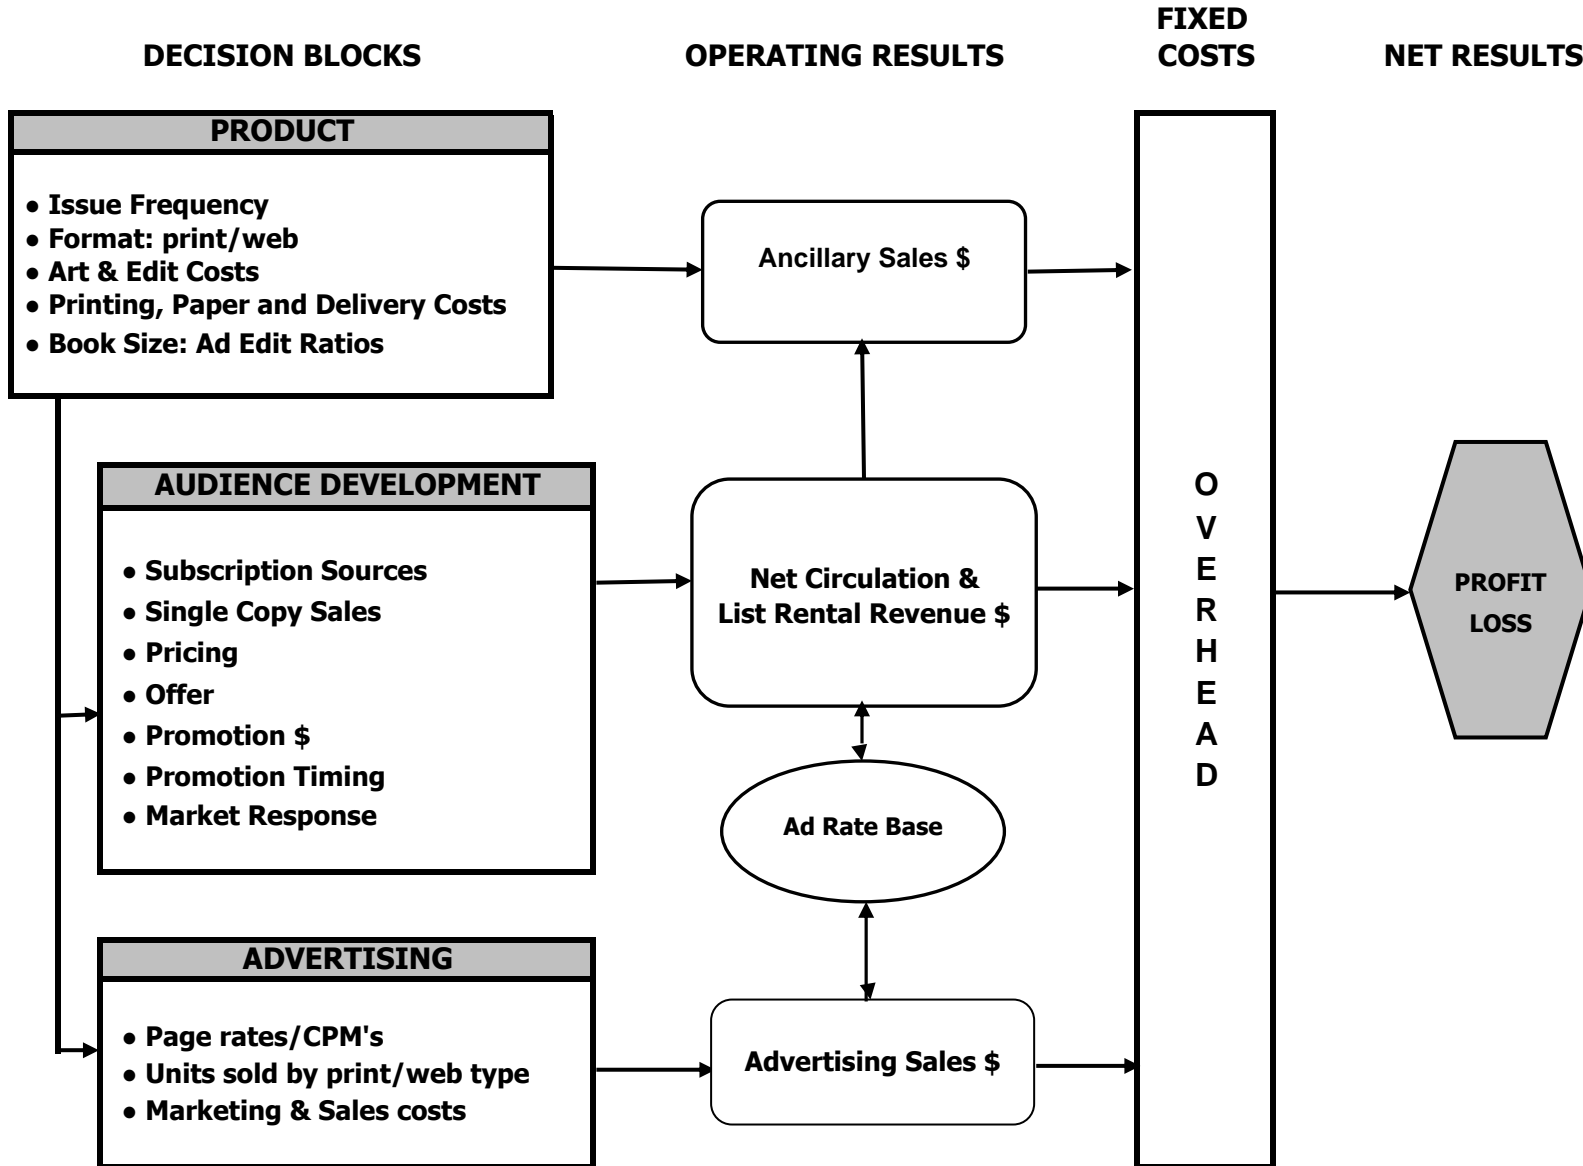 DECISION BLOCKS
OPERATING RESULTS
FIXED
COSTS
NET RESULTS
PRODUCT
● Issue Frequency
● Format: print/web
● Art & Edit Costs
● Printing, Paper and Delivery Costs
● Book Size: Ad Edit Ratios
Ancillary Sales $
AUDIENCE DEVELOPMENT
● Subscription Sources
● Single Copy Sales
● Pricing
● Offer
● Promotion $
● Promotion Timing
● Market Response
Net Circulation &
List Rental Revenue $
Ad Rate Base
ADVERTISING
● Page rates/CPM's
● Units sold by print/web type
● Marketing & Sales costs
Advertising Sales $
O
V
E
R
H
E
A
D
PROFIT
LOSS